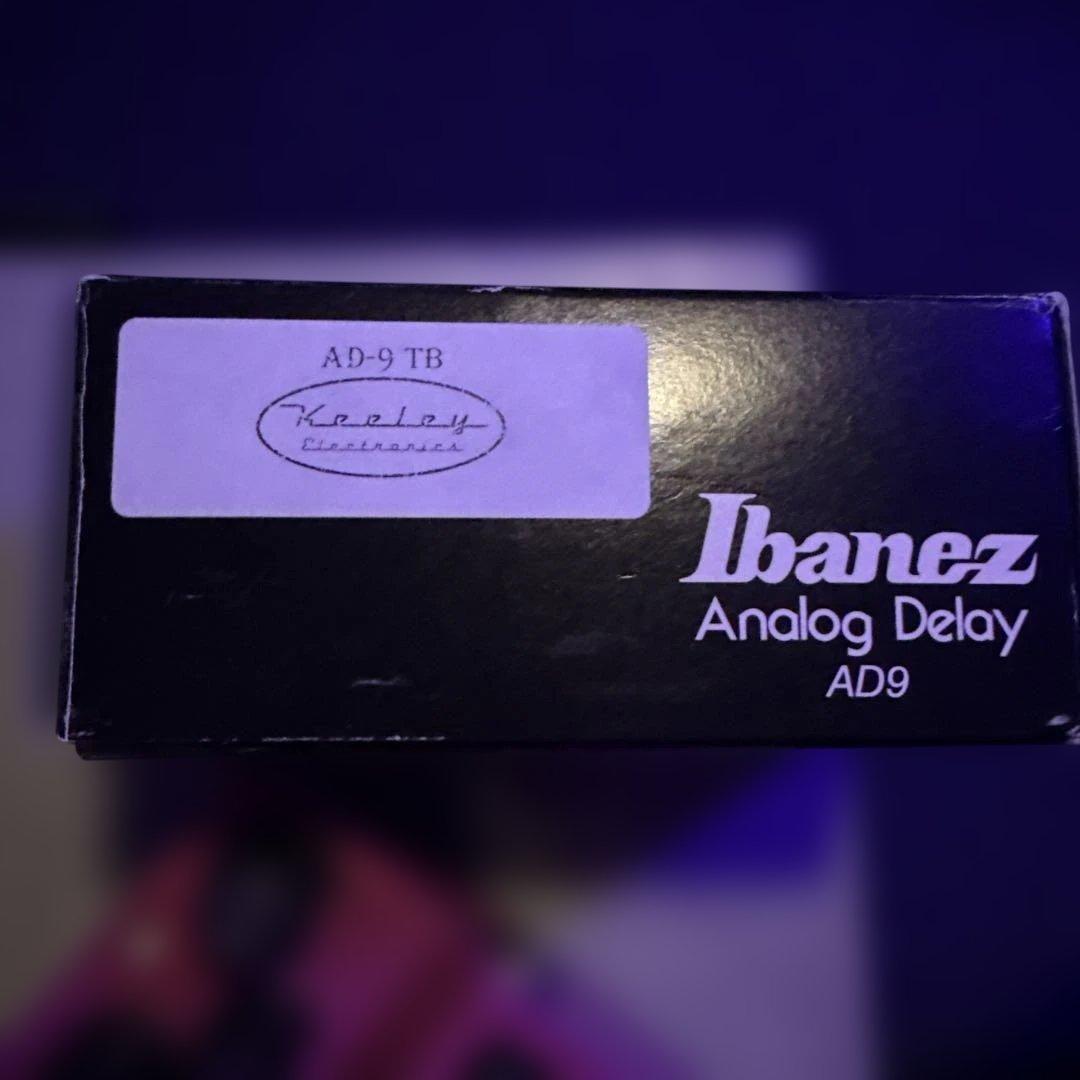 AD-9 TB
Keeley
Electronics
Ibanez
Analog Delay
AD9